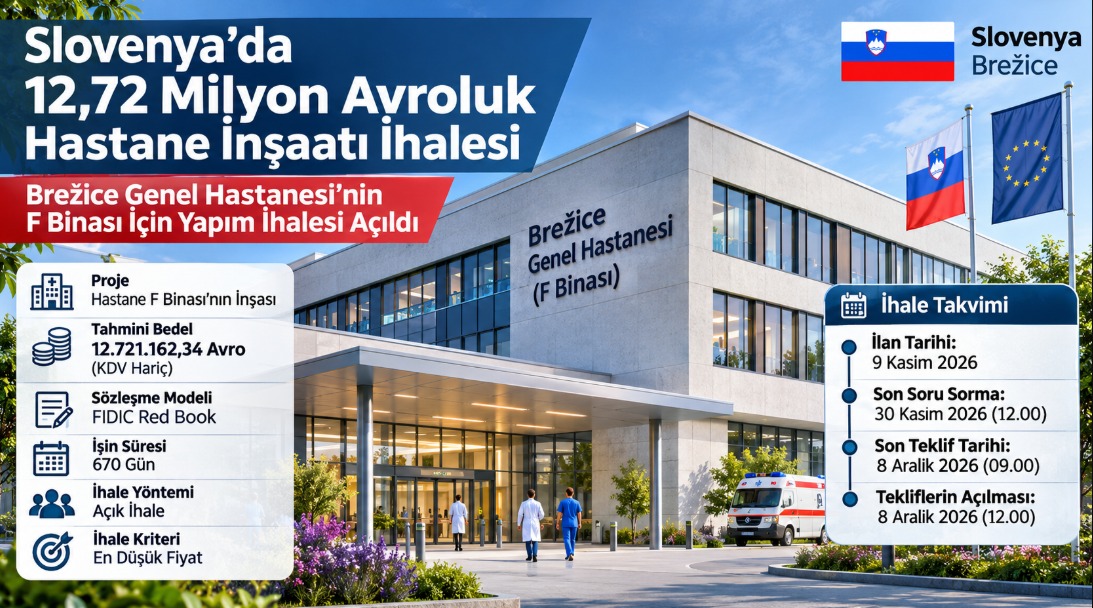 Slovenya'da
12,72 Milyon Avroluk
Hastane İnşaatı İhalesi
Brežice Genel Hastanesi'nin
F Binası İçin Yapım İhalesi Açıldı
Slovenya
Brežice
Brežice
Genel Hastanesi
(F Binası)
Proje
Hastane F Binası'nın İnşası
Tahmini Bedel
12.721.162,34 Avro
(KDV Hariç)
Sözleşme Modeli
FIDIC Red Book
İşin Süresi
670 Gün
İhale Yöntemi
Açık İhale
İhale Kriteri
En Düşük Fiyat
İhale Takvimi
İlan Tarihi:
9 Kasim 2026
Son Soru Sorma:
30 Kasim 2026 (12.00)
Son Teklif Tarihi:
8 Aralik 2026 (09.00)
Tekliflerin Açılması:
8 Aralik 2026 (12.00)